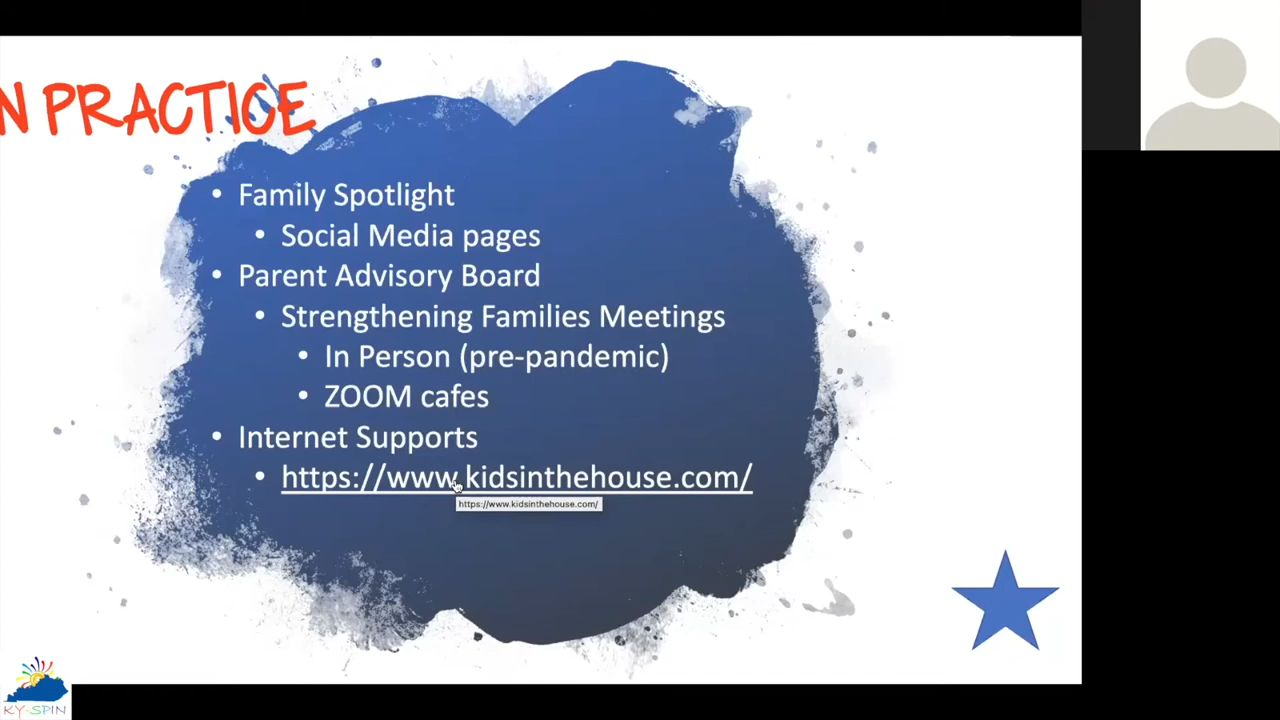 N PRACTICE
• Family Spotlight
• Social Media pages
• Parent Advisory Board
• Strengthening Families Meetings
• In Person (pre-pandemic)
• ZOOM cafes
• Internet Supports
• https://www.kidsinthehouse.com/
https://www.kidsinthehouse.com/
KY-SPIN